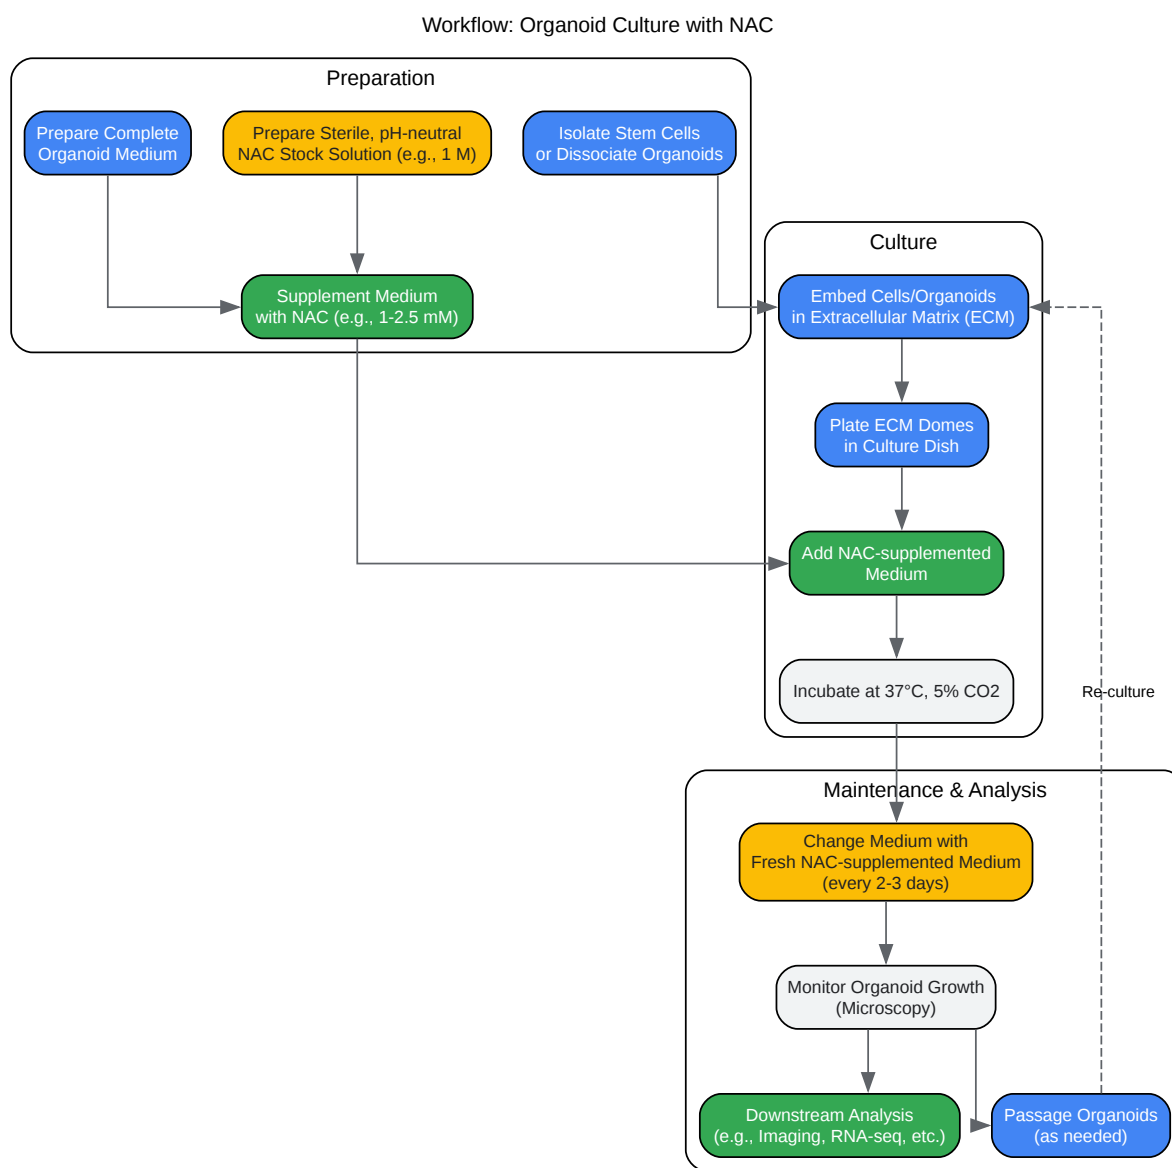 Workflow: Organoid Culture with NAC
Preparation
Prepare Complete
Organoid Medium
Prepare Sterile, pH-neutral
NAC Stock Solution (e.g., 1 M)
Isolate Stem Cells
or Dissociate Organoids
Supplement Medium
with NAC (e.g., 1-2.5 mM)
Culture
Embed Cells/Organoids
in Extracellular Matrix (ECM)
Plate ECM Domes
in Culture Dish
Add NAC-supplemented
Medium
Incubate at 37°C, 5% CO2
Re-culture
Maintenance & Analysis
Change Medium with
Fresh NAC-supplemented Medium
(every 2-3 days)
Monitor Organoid Growth
(Microscopy)
Downstream Analysis
(e.g., Imaging, RNA-seq, etc.)
Passage Organoids
(as needed)